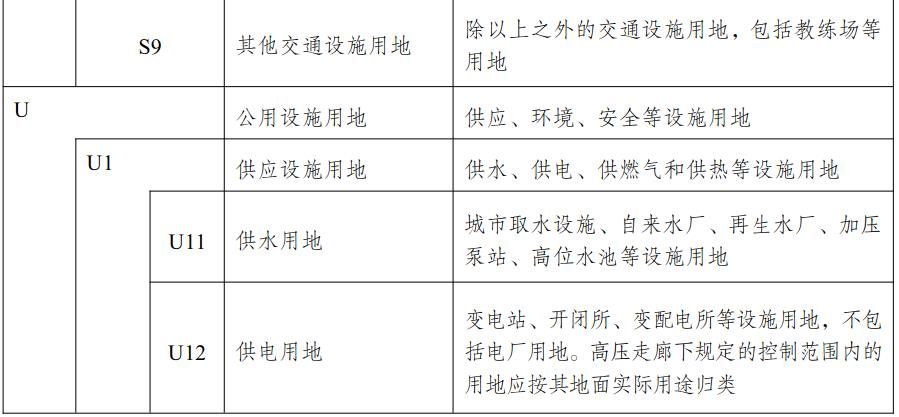 S9 其他交通设施用地 除以上之外的交通设施用地，包括教练场等
用地
U 公用设施用地 供应、环境、安全等设施用地
U1 供应设施用地 供水、供电、供燃气和供热等设施用地
U11 供水用地 城市取水设施、自来水厂、再生水厂、加压
泵站、高位水池等设施用地
U12 供电用地 变电站、开闭所、变配电所等设施用地，不包
括电厂用地。高压走廊下规定的控制范围内的
用地应按其地面实际用途归类